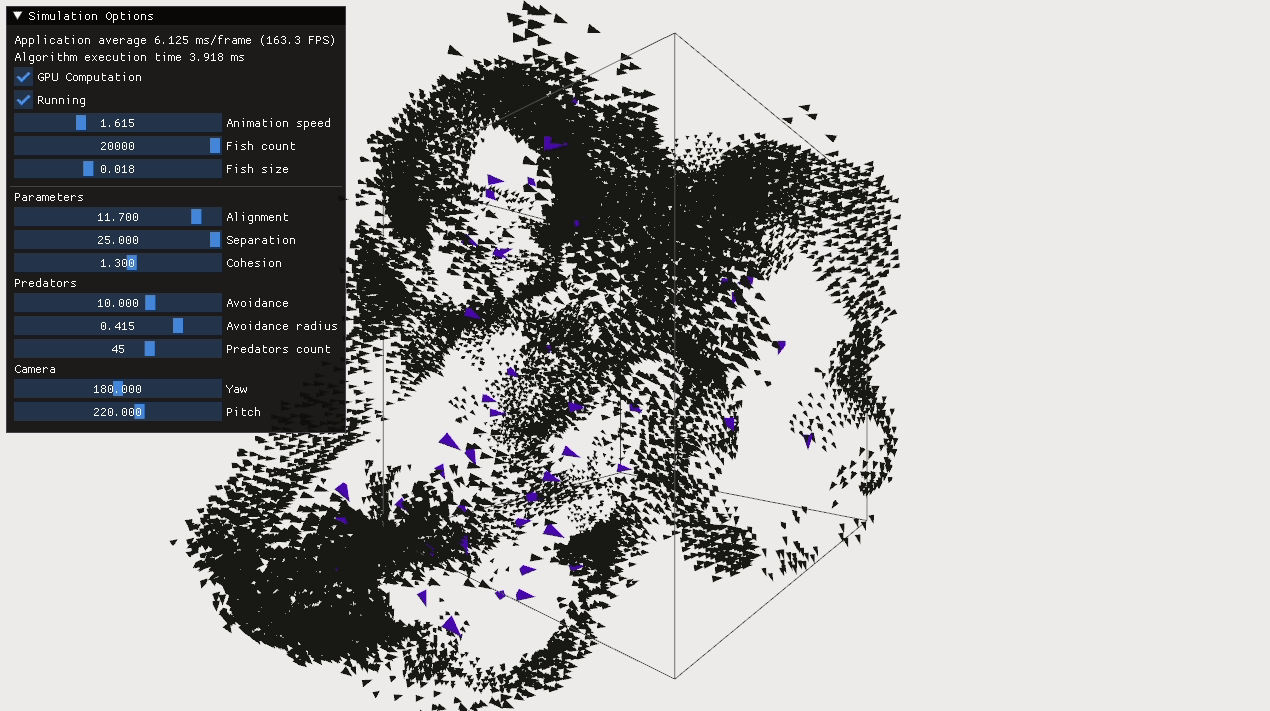 Simulation Options
Application average 6.125 ms/frame (163.3 FPS)
Algorithm execution time 3.918 ms
GPU Computation
Running
1.615 Animation speed
20000 Fish count
0.018 Fish size
Parameters
11.700 Alignment
25.000 Separation
1.300 Cohesion
Predators
10.000 Avoidance
0.415 Avoidance radius
45 Predators count
Camera
180.000 Yaw
220.000 Pitch